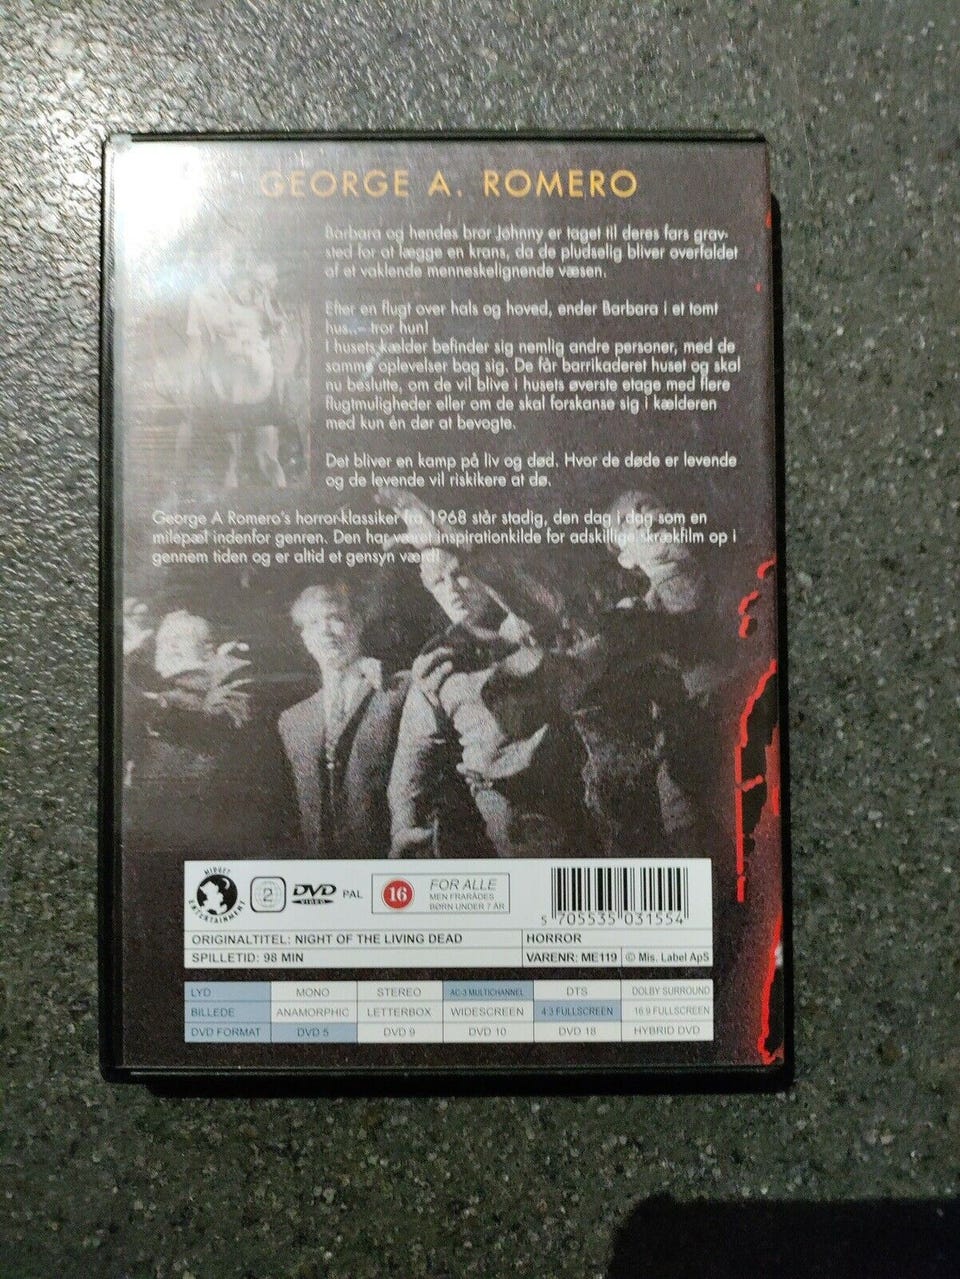 GEORGE A. ROMERO
Barbara og hendes bror Johnny er taget til deres fars grav-
sted for at lægge en krans, da de pludselig bliver overfaldet
af et vaklende menneskelignende væsen.
Efter en flugt over hals og hoved, ender Barbara i et tomt
hus..– tror hun!
I husets kælder befinder sig nemlig andre personer, med de
samme oplevelser bag sig. De får barrikaderet huset og skal
nu beslutte, om de vil blive i husets øverste etage med flere
flugtmuligheder eller om de skal forskanse sig i kælderen
med kun èn dør at bevogte.
Det bliver en kamp på liv og død. Hvor de døde er levende
og de levende vil riskikere at dø.
George A Romero's horror-klassiker fra 1968 står stadig, den dag i dag som en
milepæl indenfor genren. Den har været inspirationkilde for adskillige skrækfilm op i
gennem tiden og er altid et gensyn værd!
MIDGET ENTERTAINMENT
2 DVD VIDEO PAL
16 FOR ALLE
MEN FRARÅDES
BØRN UNDER 7 ÅR
5 705535 031554
ORIGINALTITEL: NIGHT OF THE LIVING DEAD HORROR
SPILLETID: 98 MIN VARENR: ME119 © Mis. Label ApS
LYD MONO STEREO AC-3 MULTICHANNEL DTS DOLBY SURROUND
BILLEDE ANAMORPHIC LETTERBOX WIDESCREEN 4:3 FULLSCREEN 16:9 FULLSCREEN
DVD FORMAT DVD 5 DVD 9 DVD 10 DVD 18 HYBRID DVD